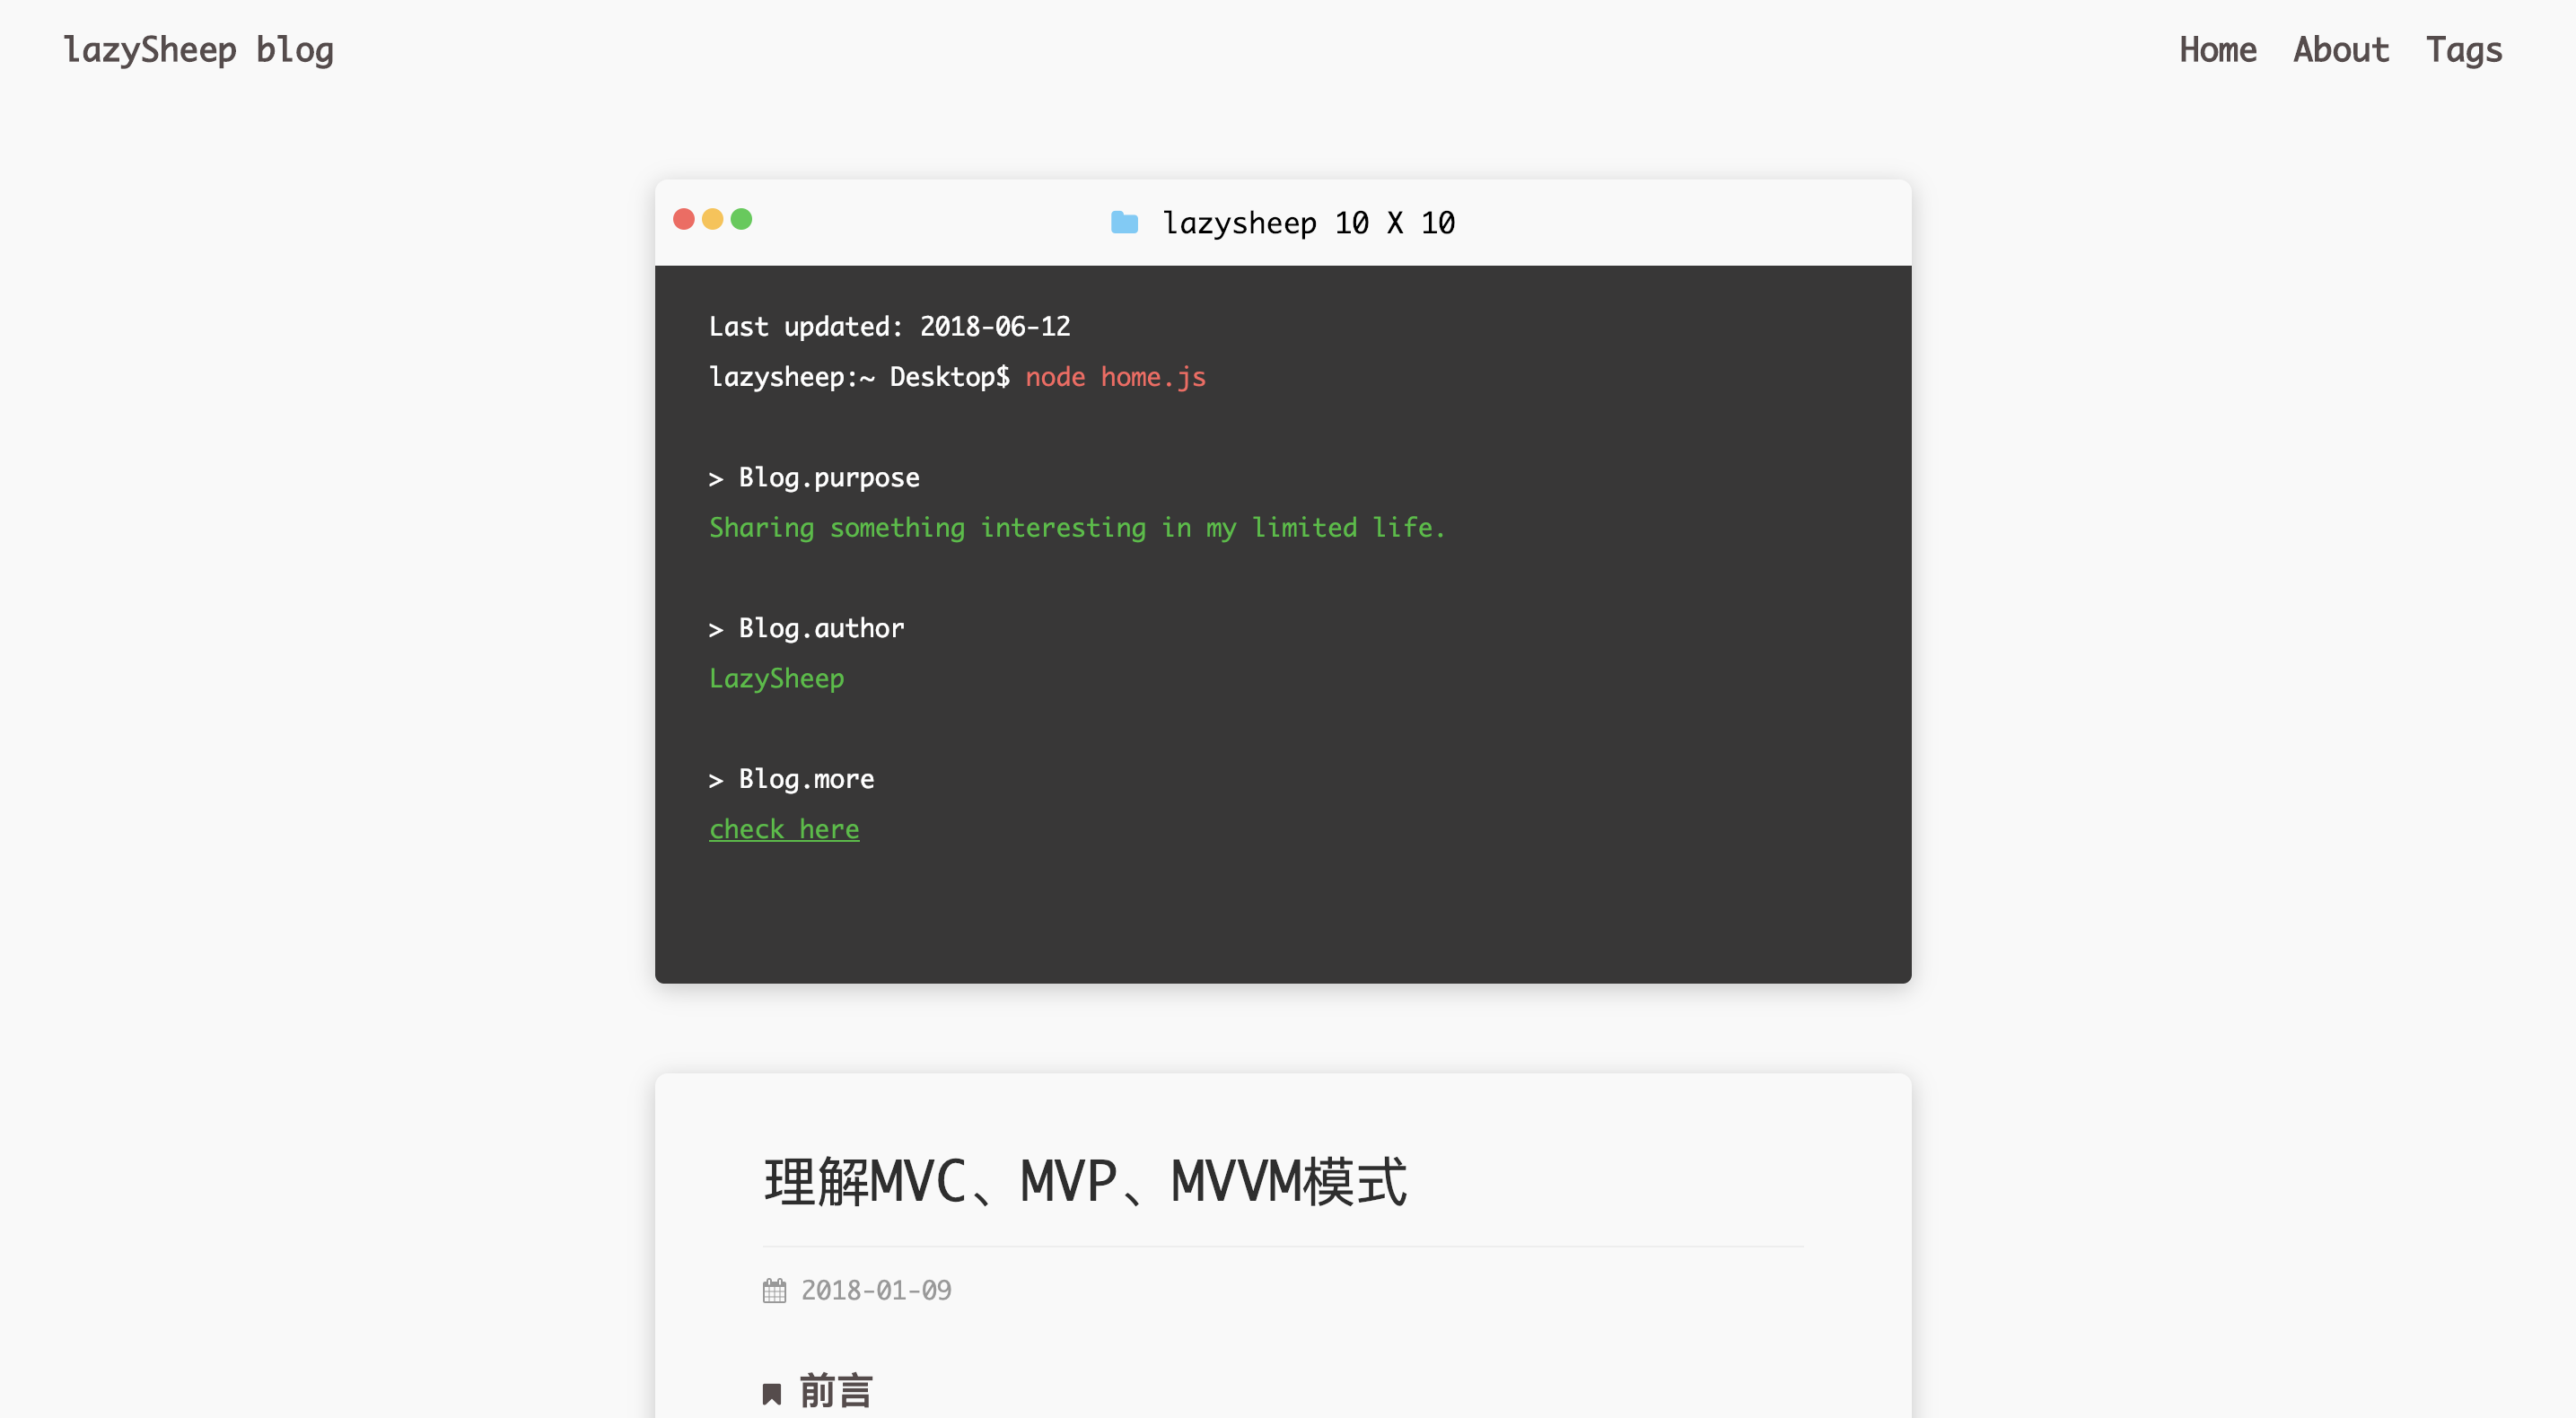 lazySheep blog
Home About Tags
lazysheep 10 X 10
Last updated: 2018-06-12
lazysheep:~ Desktop$ node home.js
> Blog.purpose
Sharing something interesting in my limited life.
> Blog.author
LazySheep
> Blog.more
check here
理解MVC、MVP、MVVM模式
2018-01-09
前言